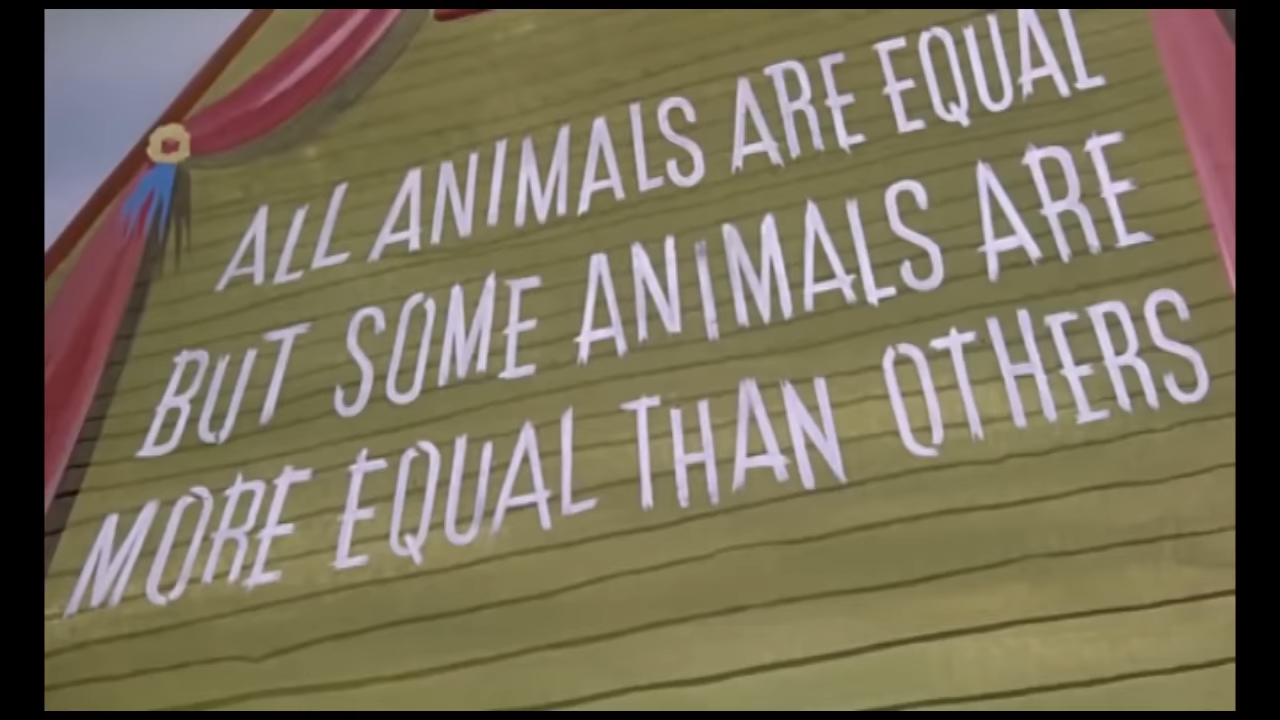 ALL ANIMALS ARE EQUAL
BUT SOME ANIMALS ARE
MORE EQUAL THAN OTHERS